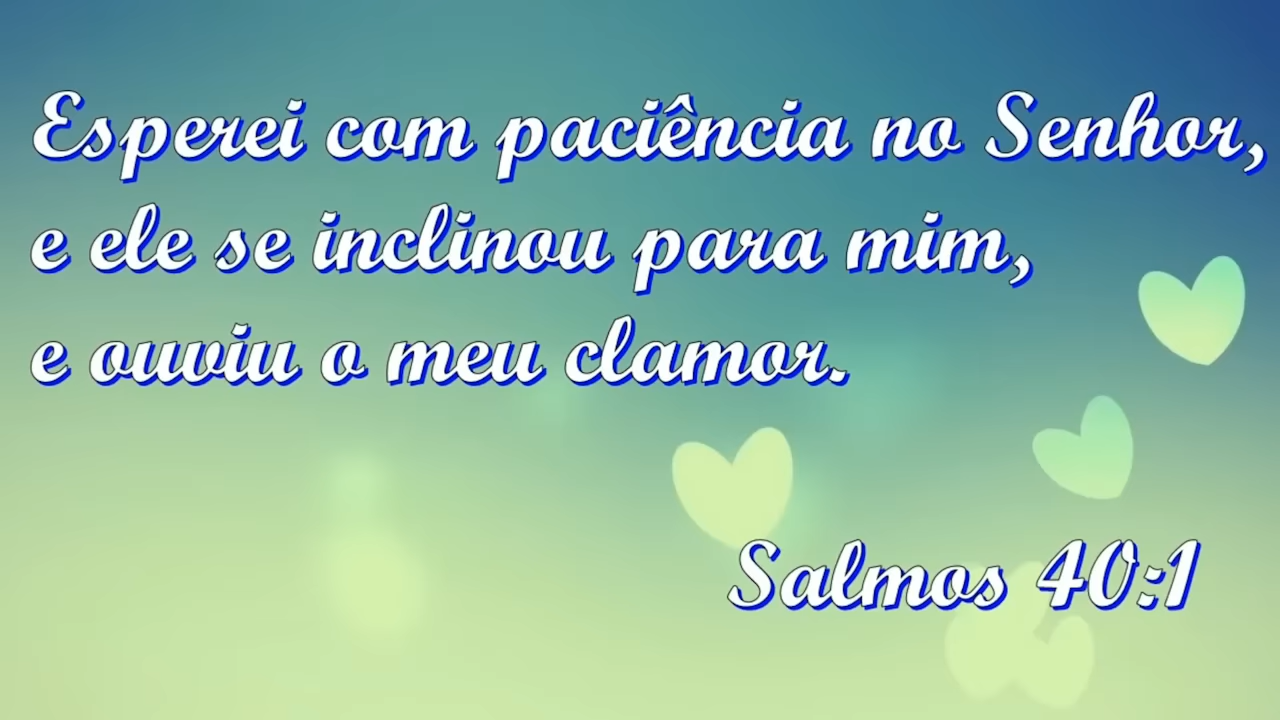 Esperei com paciência no Senhor,
e ele se inclinou para mim,
e ouviu o meu clamor.
Salmos 40:1